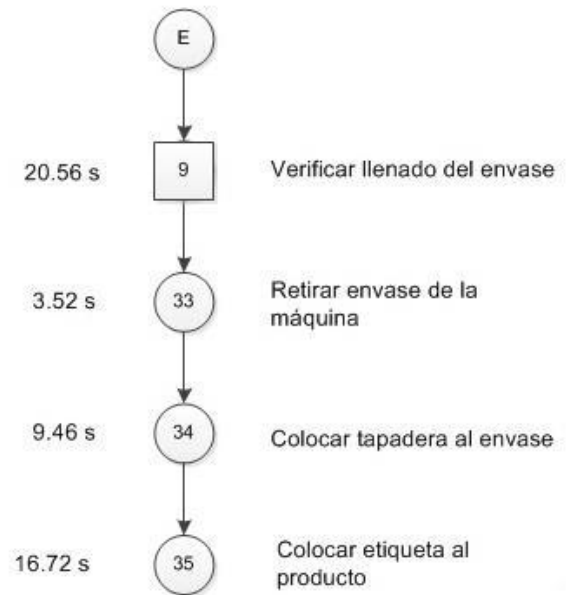 E
20.56 s
9
Verificar llenado del envase
3.52 s
33
Retirar envase de la
máquina
9.46 s
34
Colocar tapadera al envase
16.72 s
35
Colocar etiqueta al
producto